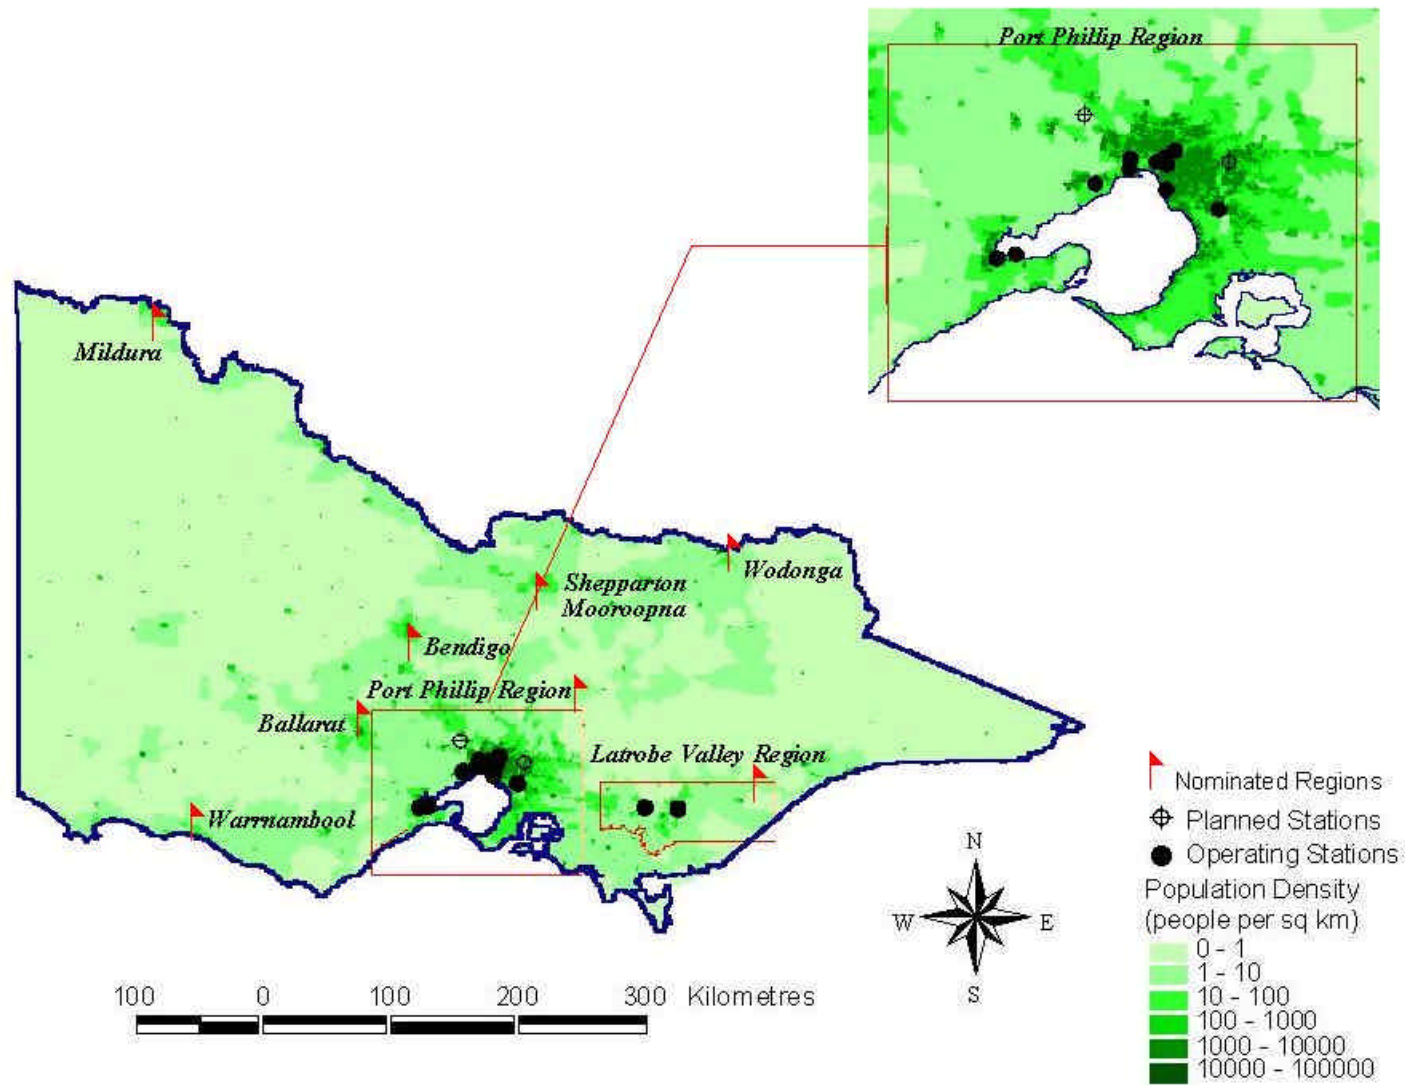 Port Phillip Region
Mildura
Wodonga
Shepparton
Mooroopna
Bendigo
Port Phillip Region
Ballarat
Latrobe Valley Region
Warrnambool
Nominated Regions
Planned Stations
Operating Stations
Population Density
(people per sq km)
0 - 1
1 - 10
10 - 100
100 - 1000
1000 - 10000
10000 - 100000
N
W E
S
100 0 100 200 300 Kilometres